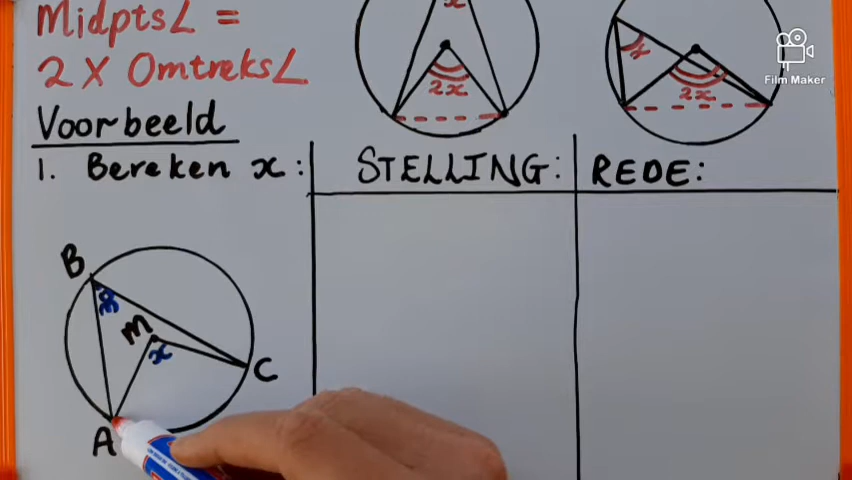 Midpts∠ =
2 X Omtreks∠
x
2x
x
2x
Film Maker
Voorbeeld
1. Bereken x:
STELLING:
REDE:
B
M
x
C
A